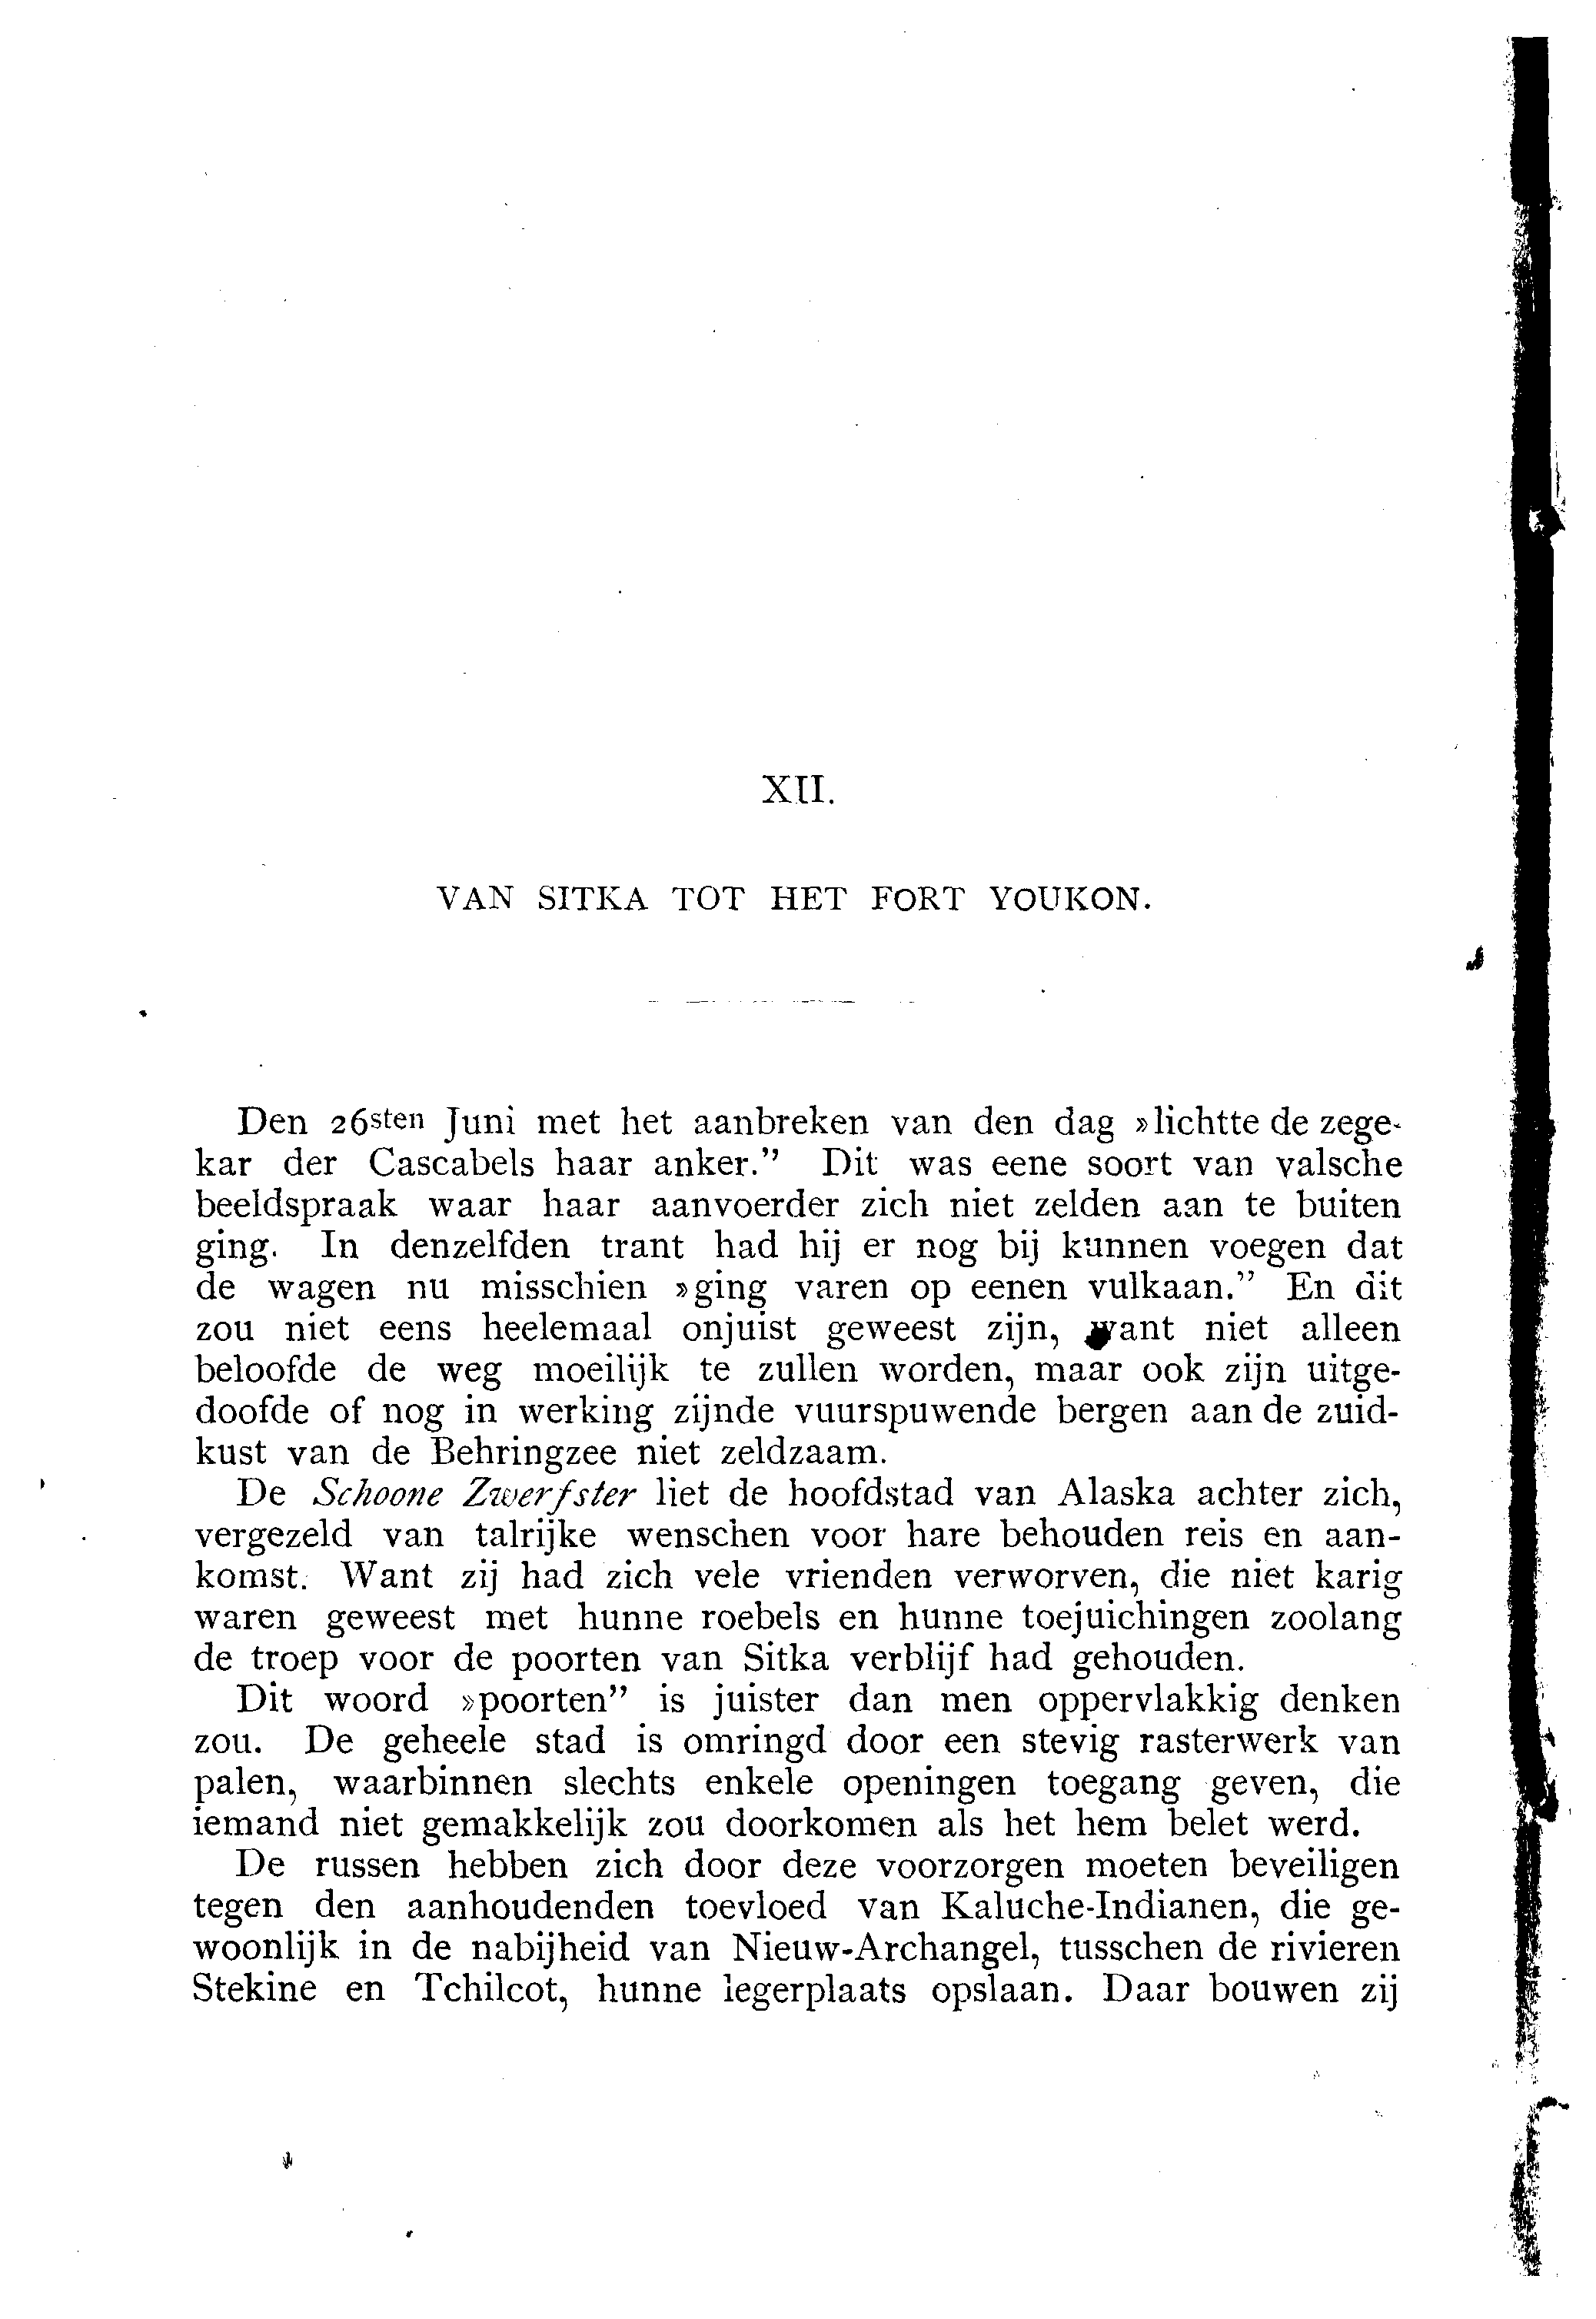 XII.
VAN SITKA TOT HET FORT YOUKON.
Den 26sten Juni met het aanbreken van den dag »lichtte de zege-
kar der Cascabels haar anker.” Dit was eene soort van valsche
beeldspraak waar haar aanvoerder zich niet zelden aan te buiten
ging. In denzelfden trant had hij er nog bij kunnen voegen dat
de wagen nu misschien »ging varen op eenen vulkaan.” En dit
zou niet eens heelemaal onjuist geweest zijn, want niet alleen
beloofde de weg moeilijk te zullen worden, maar ook zijn uitge-
doofde of nog in werking zijnde vuurspuwende bergen aan de zuid-
kust van de Behringzee niet zeldzaam.
De Schoone Zwerfster liet de hoofdstad van Alaska achter zich,
vergezeld van talrijke wenschen voor hare behouden reis en aan-
komst. Want zij had zich vele vrienden verworven, die niet karig
waren geweest met hunne roebels en hunne toejuichingen zoolang
de troep voor de poorten van Sitka verblijf had gehouden.
Dit woord »poorten” is juister dan men oppervlakkig denken
zou. De geheele stad is omringd door een stevig rasterwerk van
palen, waarbinnen slechts enkele openingen toegang geven, die
iemand niet gemakkelijk zou doorkomen als het hem belet werd.
De russen hebben zich door deze voorzorgen moeten beveiligen
tegen den aanhoudenden toevloed van Kaluche-Indianen, die ge-
woonlijk in de nabijheid van Nieuw-Archangel, tusschen de rivieren
Stekine en Tchilcot, hunne legerplaats opslaan. Daar bouwen zij